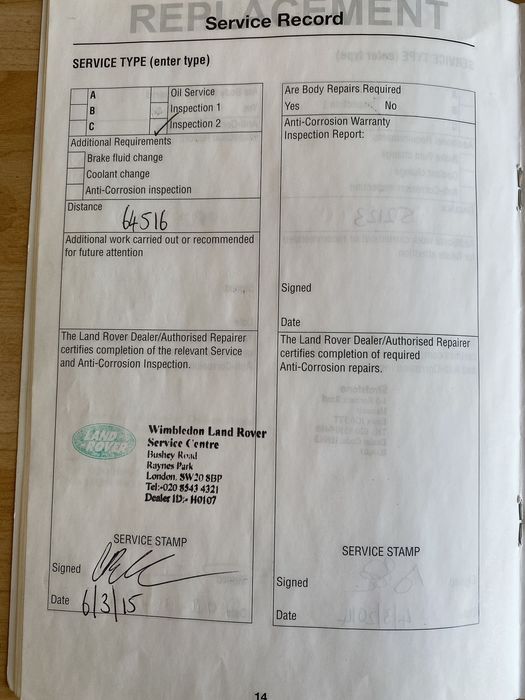 REPLACEMENT
Service Record
SERVICE TYPE (enter type)
A
B
C
Oil Service
Inspection 1
Inspection 2
Additional Requirements
Brake fluid change
Coolant change
Anti-Corrosion inspection
Distance
64516
Additional work carried out or recommended
for future attention
The Land Rover Dealer/Authorised Repairer
certifies completion of the relevant Service
and Anti-Corrosion Inspection.
LAND
ROVER
Wimbledon Land Rover
Service Centre
Bushey Road
Raynes Park
London. SW20 8BP
Tel:-020 8543 4321
Dealer ID:- H0107
SERVICE STAMP
Signed
Date 6/3/15
Are Body Repairs Required
Yes No
Anti-Corrosion Warranty
Inspection Report:
Signed
Date
The Land Rover Dealer/Authorised Repairer
certifies completion of required
Anti-Corrosion repairs.
SERVICE STAMP
Signed
Date
14